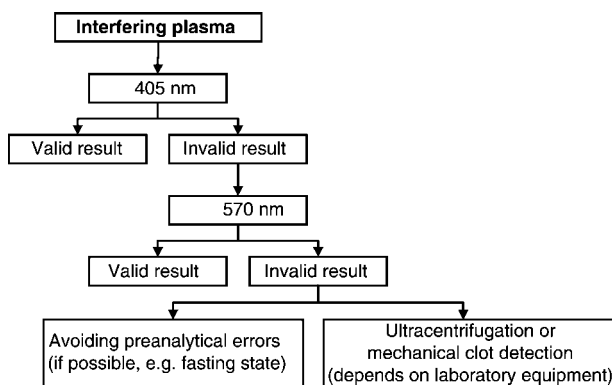 Interfering plasma
405 nm
Valid result
Invalid result
570 nm
Valid result
Invalid result
Avoiding preanalytical errors
(if possible, e.g. fasting state)
Ultracentrifugation or
mechanical clot detection
(depends on laboratory equipment)